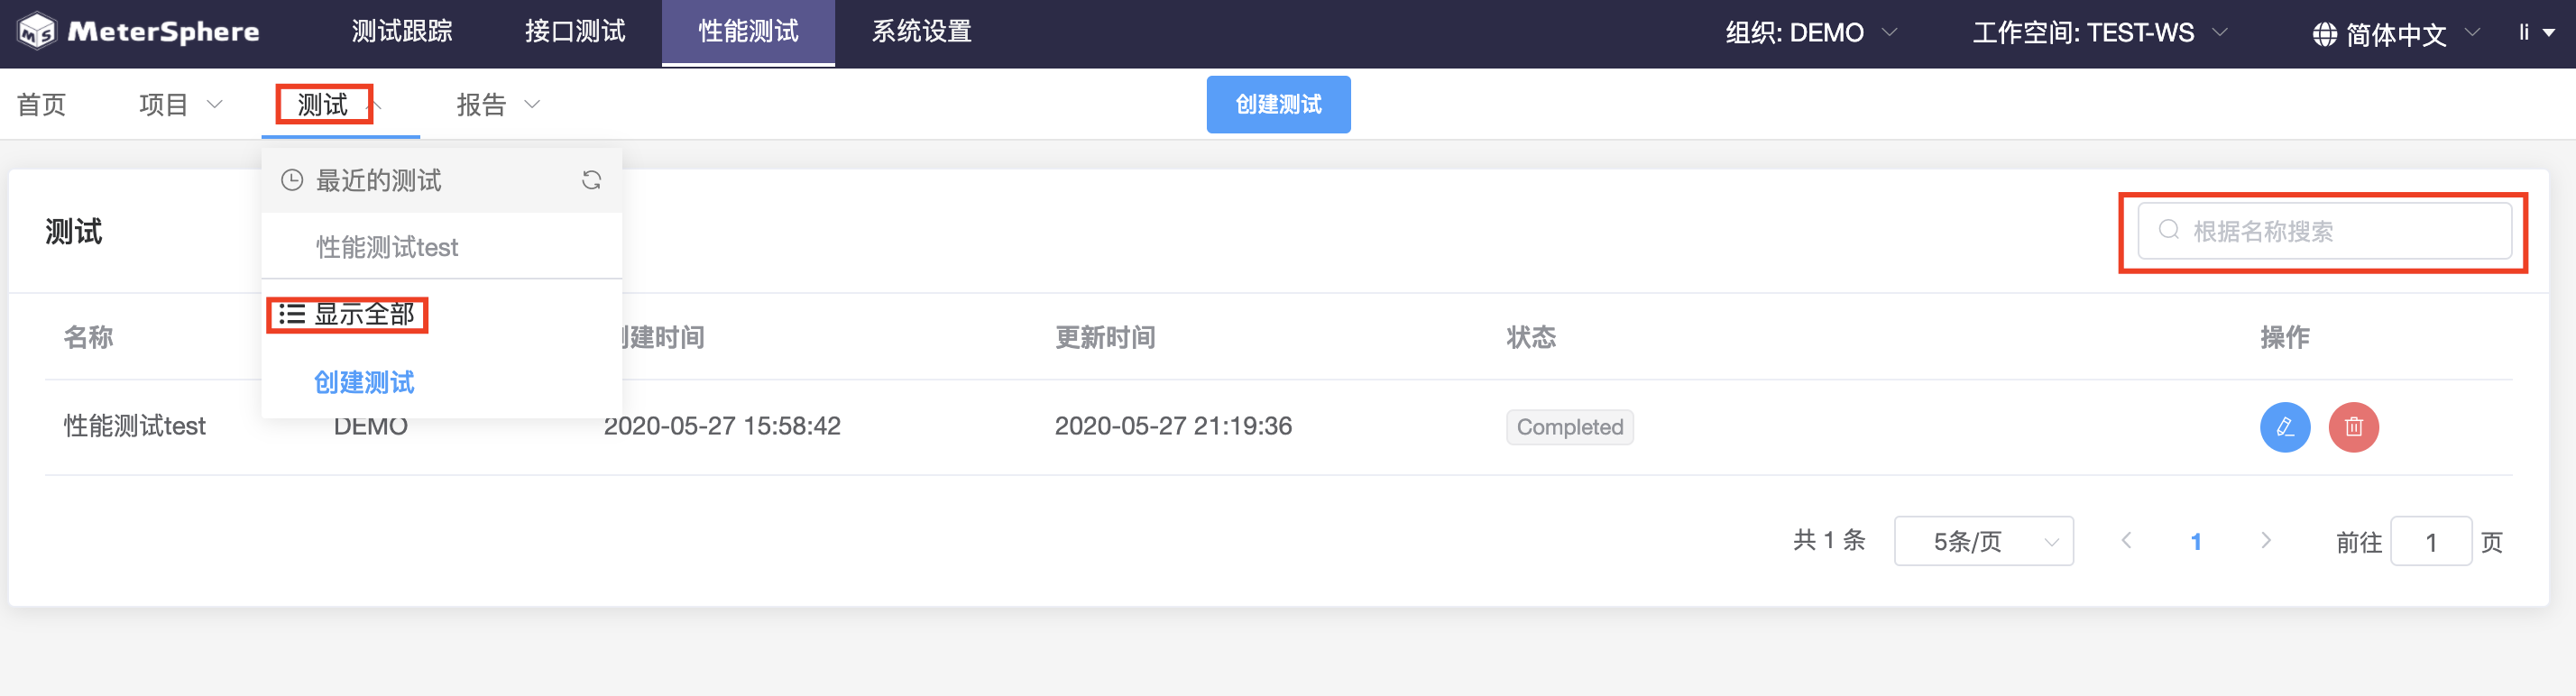 MeterSphere 测试跟踪 接口测试 性能测试 系统设置 组织: DEMO 工作空间: TEST-WS 简体中文 li
首页 项目 测试 报告 创建测试
最近的测试
性能测试test
显示全部
创建测试
测试 根据名称搜索
名称 建时间 更新时间 状态 操作
性能测试test DEMO 2020-05-27 15:58:42 2020-05-27 21:19:36 Completed
共 1 条 5条/页 1 前往 1 页